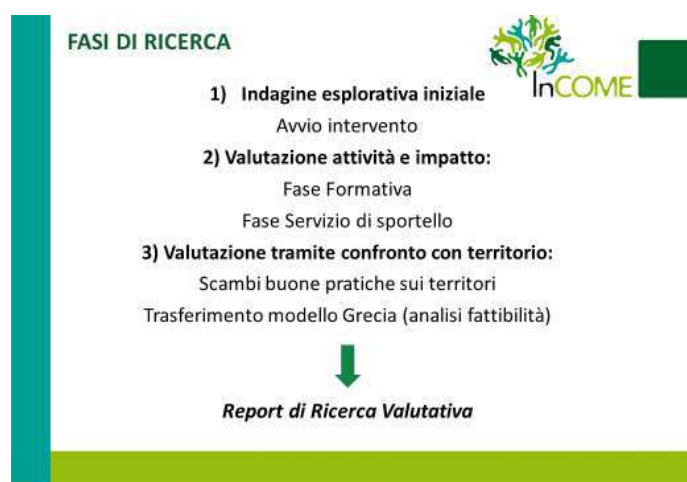 FASI DI RICERCA
InCOME
1) Indagine esplorativa iniziale
Avvio intervento
2) Valutazione attività e impatto:
Fase Formativa
Fase Servizio di sportello
3) Valutazione tramite confronto con territorio:
Scambi buone pratiche sui territori
Trasferimento modello Grecia (analisi fattibilità)
Report di Ricerca Valutativa